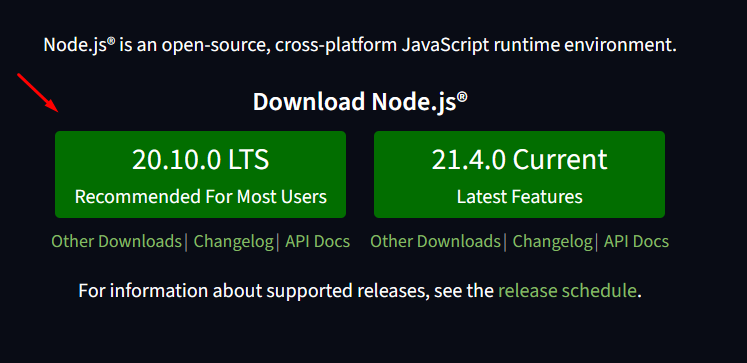 Node.js® is an open-source, cross-platform JavaScript runtime environment.
Download Node.js®
20.10.0 LTS
Recommended For Most Users
21.4.0 Current
Latest Features
Other Downloads| Changelog| API Docs
Other Downloads| Changelog| API Docs
For information about supported releases, see the release schedule.